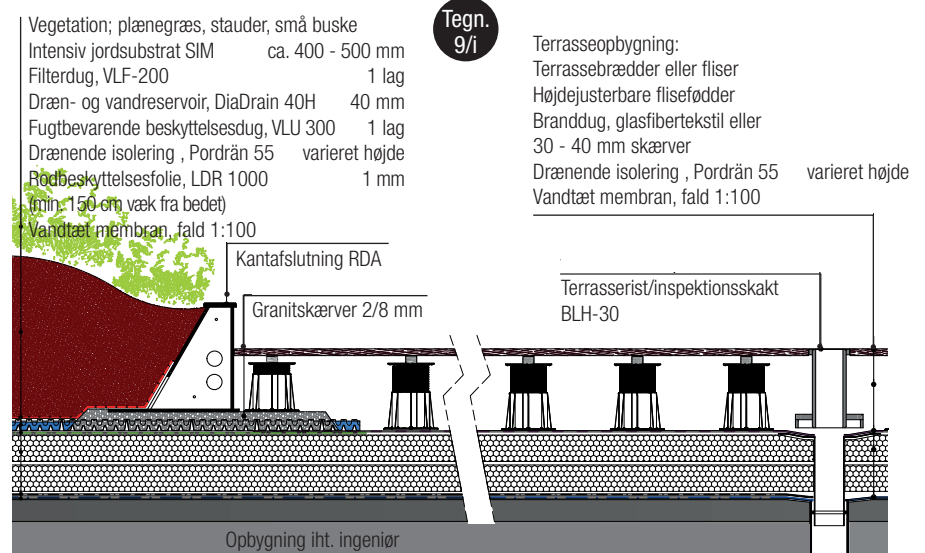 Vegetation; plænegræs, stauder, små buske
Intensiv jordsubstrat SIM ca. 400 - 500 mm
Filterdug, VLF-200 1 lag
Dræn- og vandreservoir, DiaDrain 40H 40 mm
Fugtbevarende beskyttelsesdug, VLU 300 1 lag
Drænende isolering , Pordrän 55 varieret højde
Rodbeskyttelsesfolie, LDR 1000 1 mm
(min. 150 cm væk fra bedet)
Vandtæt membran, fald 1:100
Tegn.
9/i
Terrasseopbygning:
Terrassebrædder eller fliser
Højdejusterbare flisefødder
Branddug, glasfibertekstil eller
30 - 40 mm skærver
Drænende isolering , Pordrän 55 varieret højde
Vandtæt membran, fald 1:100
Kantafslutning RDA
Granitskærver 2/8 mm
Terrasserist/inspektionsskakt
BLH-30
Opbygning iht. ingeniør